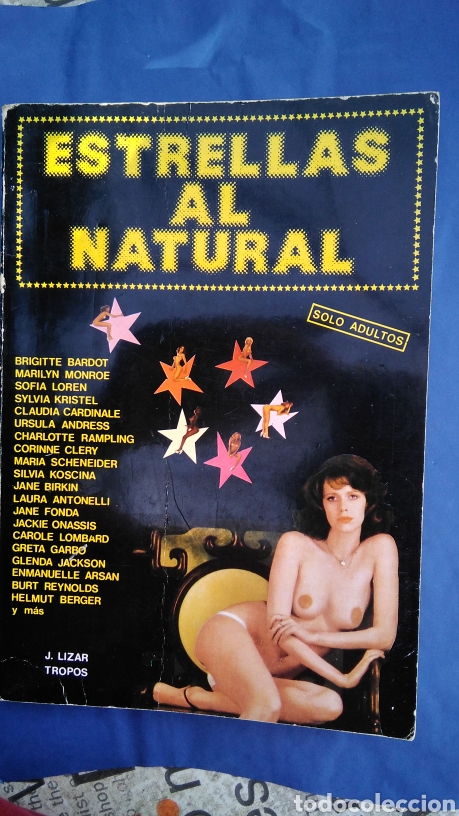 ESTRELLAS
AL
NATURAL
SOLO ADULTOS
BRIGITTE BARDOT
MARILYN MONROE
SOFIA LOREN
SYLVIA KRISTEL
CLAUDIA CARDINALE
URSULA ANDRESS
CHARLOTTE RAMPLING
CORINNE CLERY
MARIA SCHENEIDER
SILVIA KOSCINA
JANE BIRKIN
LAURA ANTONELLI
JANE FONDA
JACKIE ONASSIS
CAROLE LOMBARD
GRETA GARBO
GLENDA JACKSON
ENMANUELLE ARSAN
BURT REYNOLDS
HELMUT BERGER
y más
J. LIZAR
TROPOS
todocoleccion